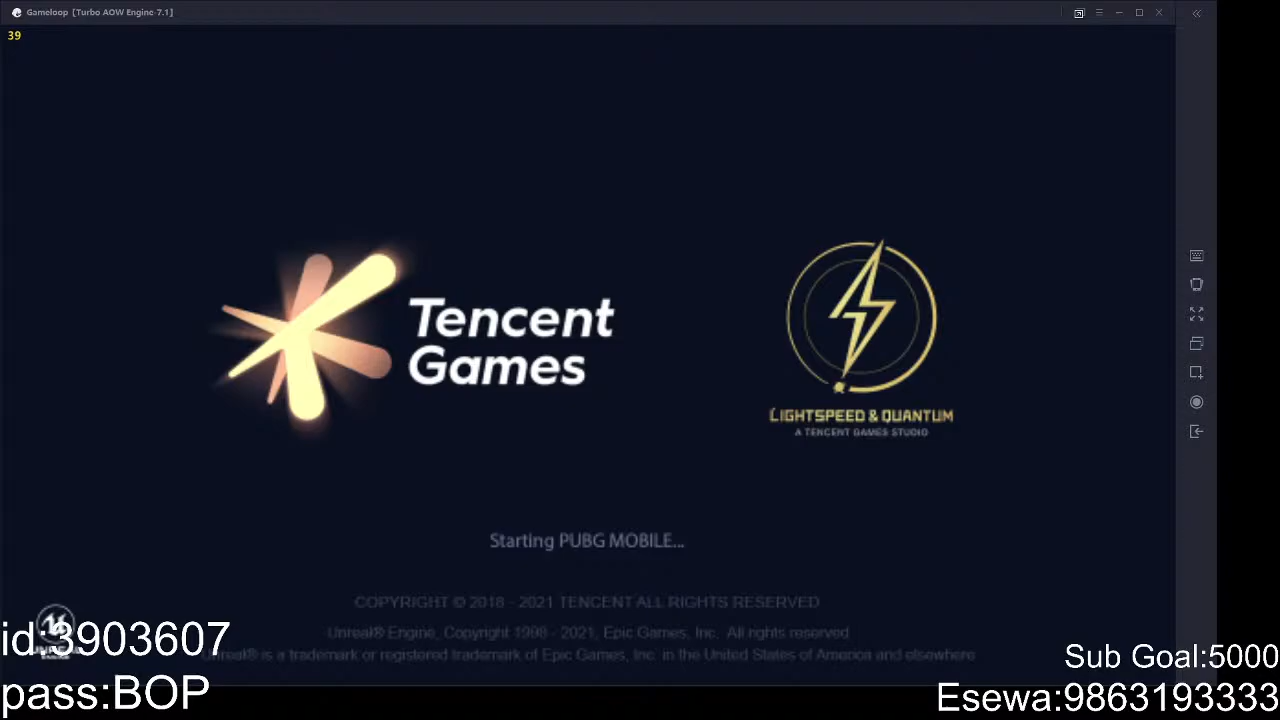 Gameloop [Turbo AOW Engine-7.1]
39
Tencent
Games
LIGHTSPEED & QUANTUM
A TENCENT GAMES STUDIO
Starting PUBG MOBILE...
COPYRIGHT © 2018 - 2021 TENCENT ALL RIGHTS RESERVED
Unreal® Engine, Copyright 1998 - 2021, Epic Games, Inc. All rights reserved
Unreal® is a trademark or registered trademark of Epic Games, Inc. in the United States of America and elsewhere
id:3903607
pass:BOP
Sub Goal:5000
Esewa:9863193333